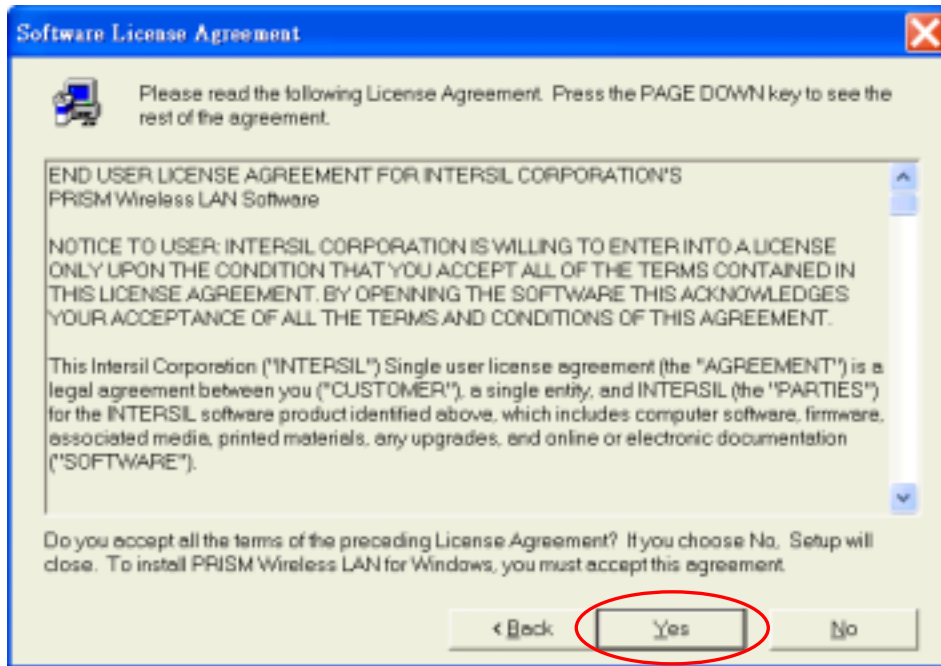 Software License Agreement
Please read the following License Agreement. Press the PAGE DOWN key to see the
rest of the agreement.
END USER LICENSE AGREEMENT FOR INTERSIL CORPORATION'S
PRISM Wireless LAN Software
NOTICE TO USER: INTERSIL CORPORATION IS WILLING TO ENTER INTO A LICENSE
ONLY UPON THE CONDITION THAT YOU ACCEPT ALL OF THE TERMS CONTAINED IN
THIS LICENSE AGREEMENT. BY OPENNING THE SOFTWARE THIS ACKNOWLEDGES
YOUR ACCEPTANCE OF ALL THE TERMS AND CONDITIONS OF THIS AGREEMENT.
This Intersil Corporation ("INTERSIL") Single user license agreement (the "AGREEMENT") is a
legal agreement between you ("CUSTOMER"), a single entity, and INTERSIL (the "PARTIES")
for the INTERSIL software product identified above, which includes computer software, firmware,
associated media, printed materials, any upgrades, and online or electronic documentation
("SOFTWARE").
Do you accept all the terms of the preceding License Agreement? If you choose No, Setup will
close. To install PRISM Wireless LAN for Windows, you must accept this agreement.
< Back
Yes
No